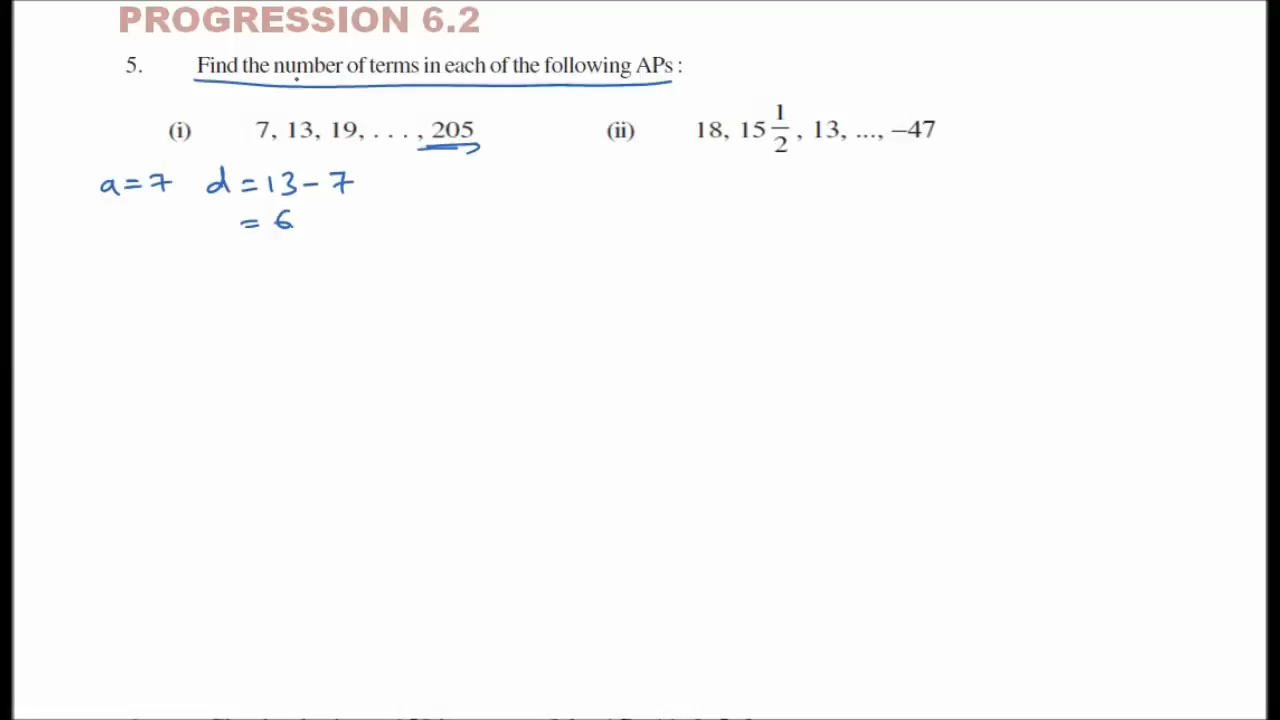 PROGRESSION 6.2
5. Find the number of terms in each of the following APs :
(i) 7, 13, 19, . . . , 205 (ii) 18, 15 1/2 , 13, ..., –47
a = 7 d = 13 – 7
= 6